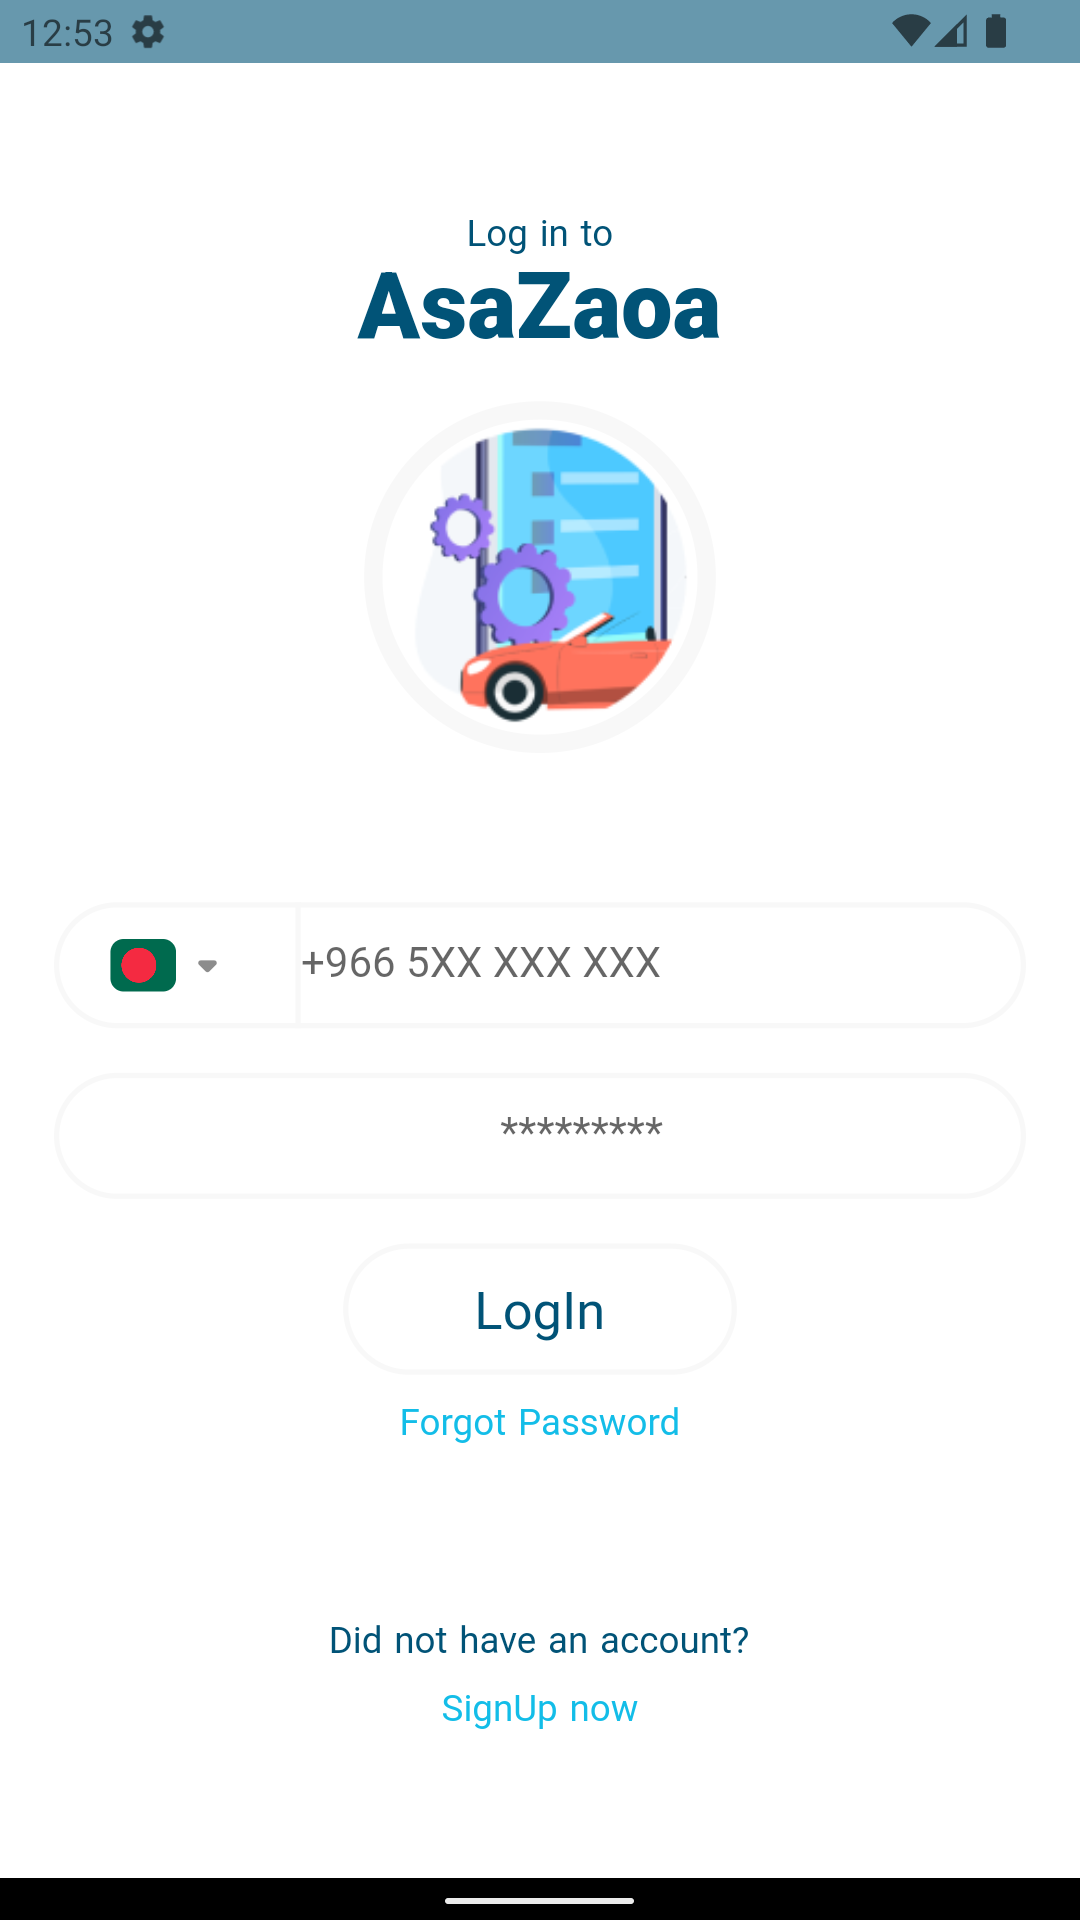 12:53
Log in to
AsaZaoa
+966 5XX XXX XXX
*********
LogIn
Forgot Password
Did not have an account?
SignUp now